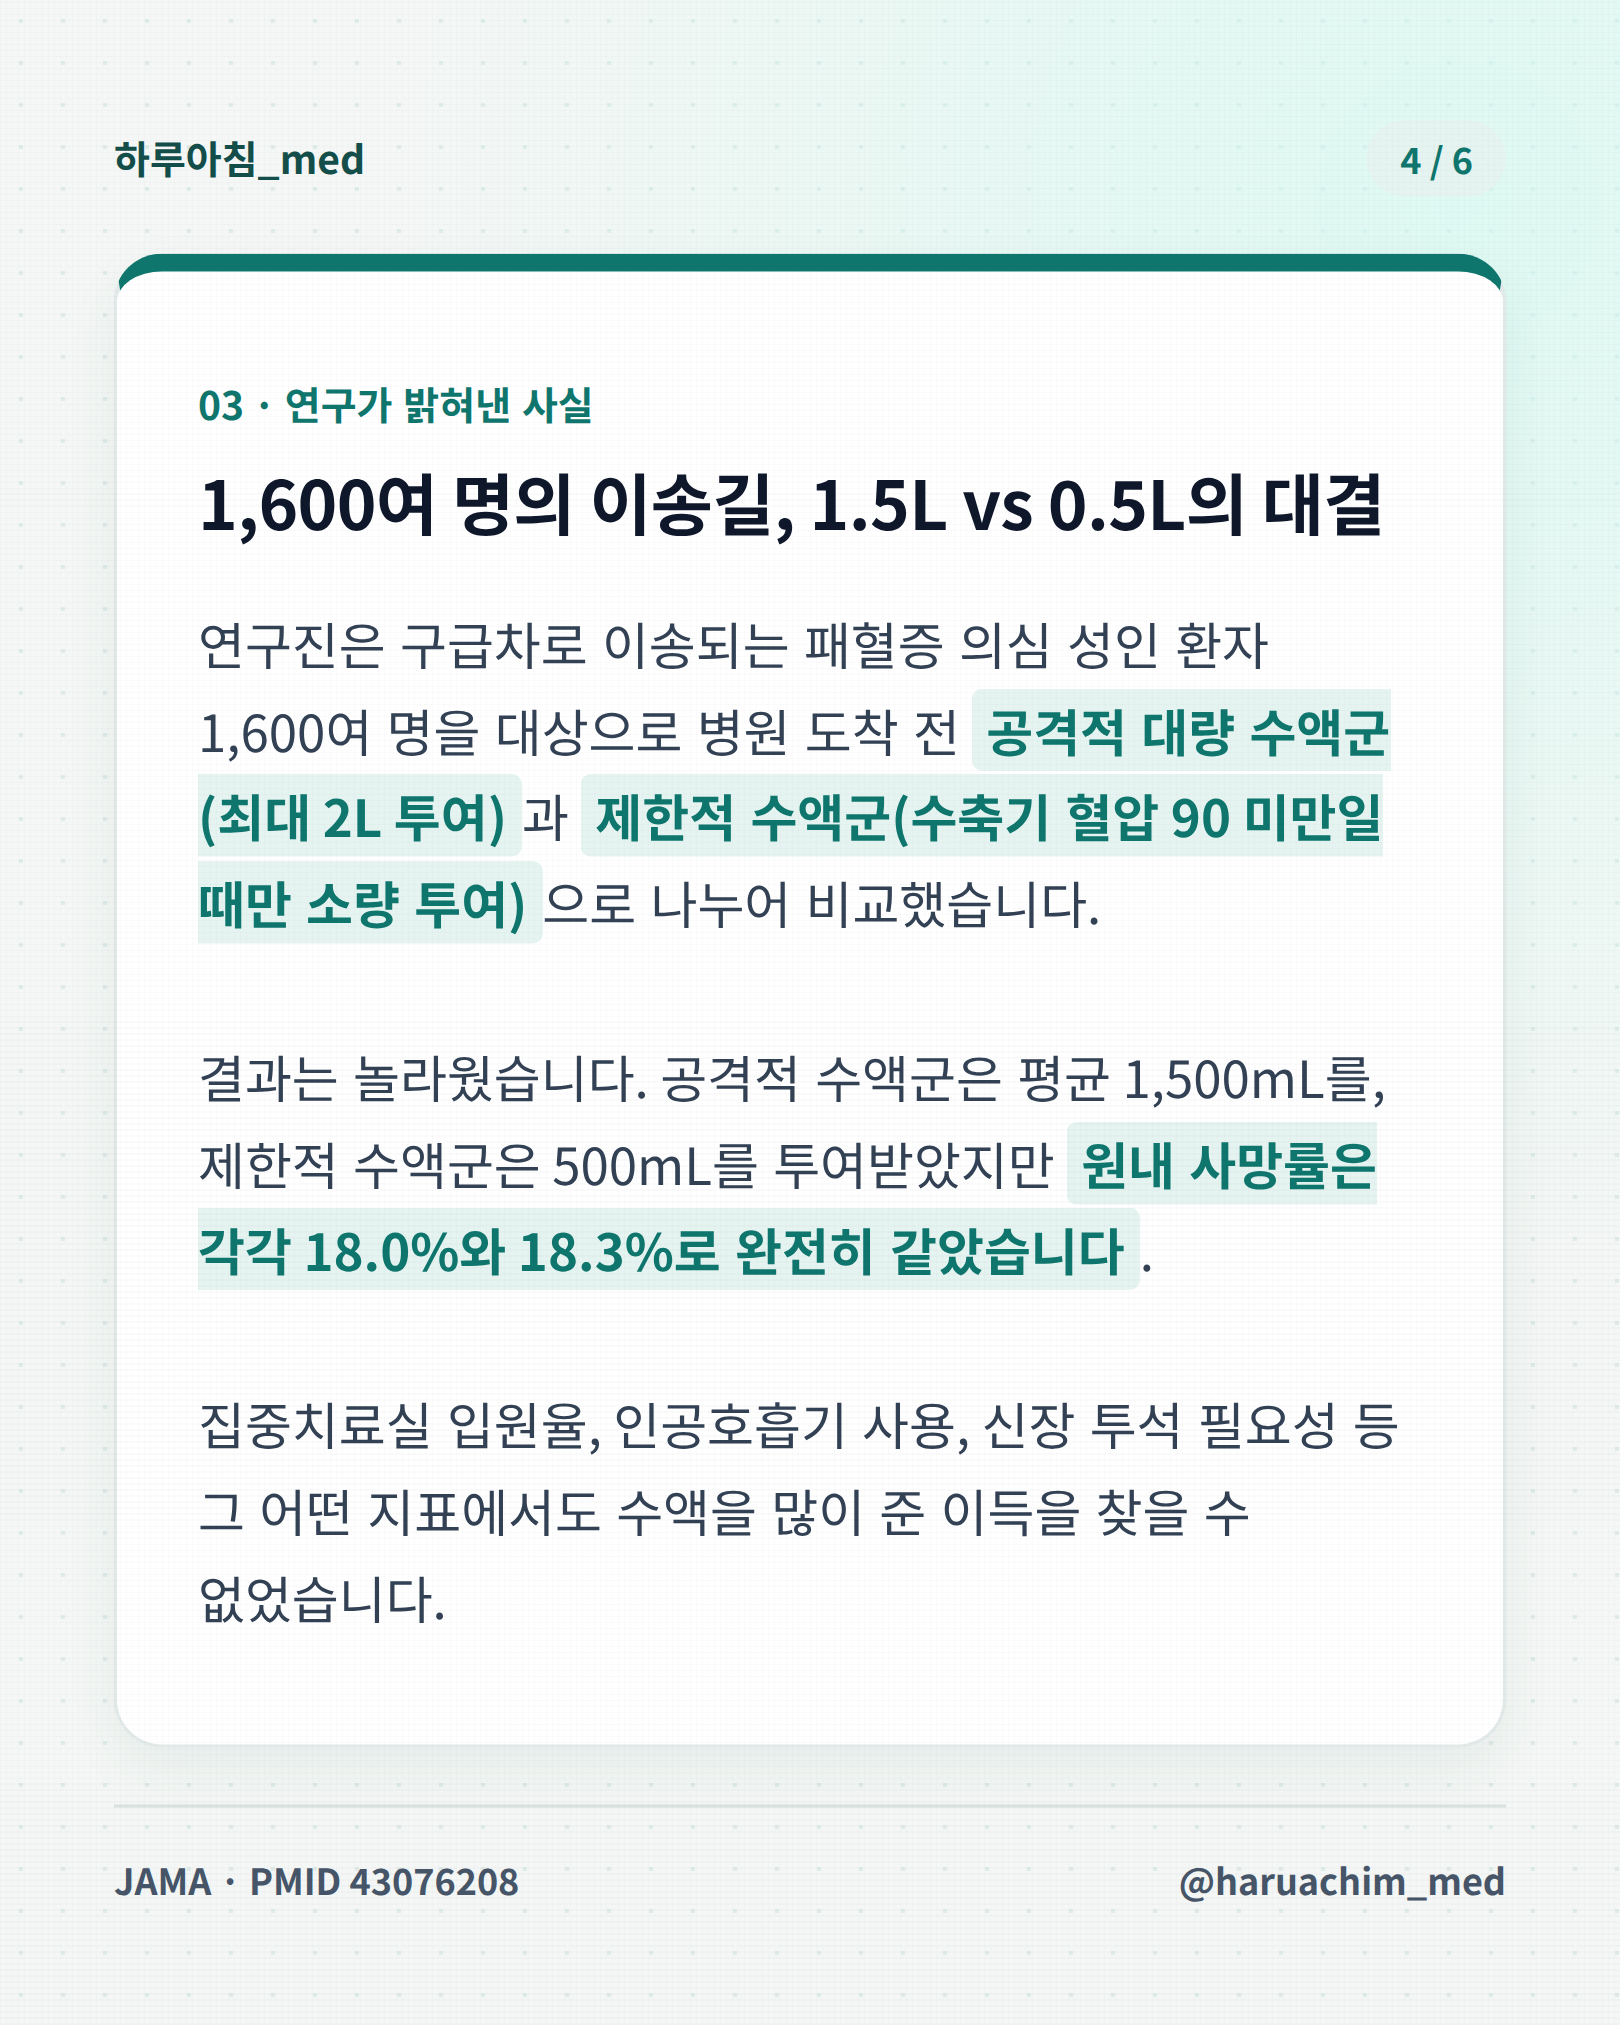 하루아침_med
4 / 6
03 · 연구가 밝혀낸 사실
1,600여 명의 이송길, 1.5L vs 0.5L의 대결
연구진은 구급차로 이송되는 패혈증 의심 성인 환자
1,600여 명을 대상으로 병원 도착 전 공격적 대량 수액군
(최대 2L 투여)과 제한적 수액군(수축기 혈압 90 미만일
때만 소량 투여)으로 나누어 비교했습니다.
결과는 놀라웠습니다. 공격적 수액군은 평균 1,500mL를,
제한적 수액군은 500mL를 투여받았지만 원내 사망률은
각각 18.0%와 18.3%로 완전히 같았습니다.
집중치료실 입원율, 인공호흡기 사용, 신장 투석 필요성 등
그 어떤 지표에서도 수액을 많이 준 이득을 찾을 수
없었습니다.
JAMA · PMID 43076208
@haruachim_med